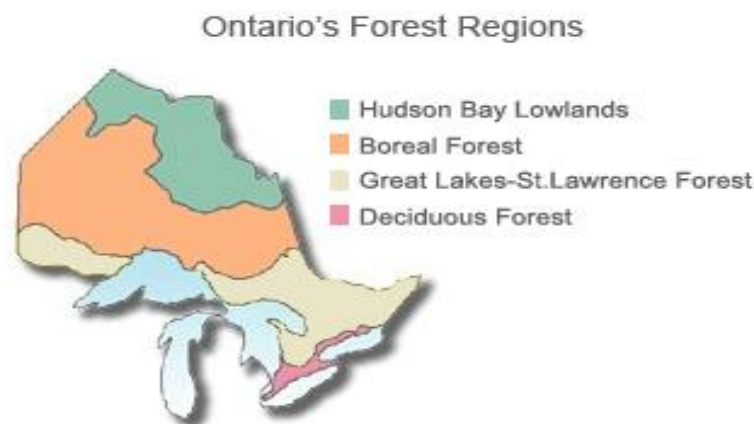 Ontario's Forest Regions
Hudson Bay Lowlands
Boreal Forest
Great Lakes-St.Lawrence Forest
Deciduous Forest